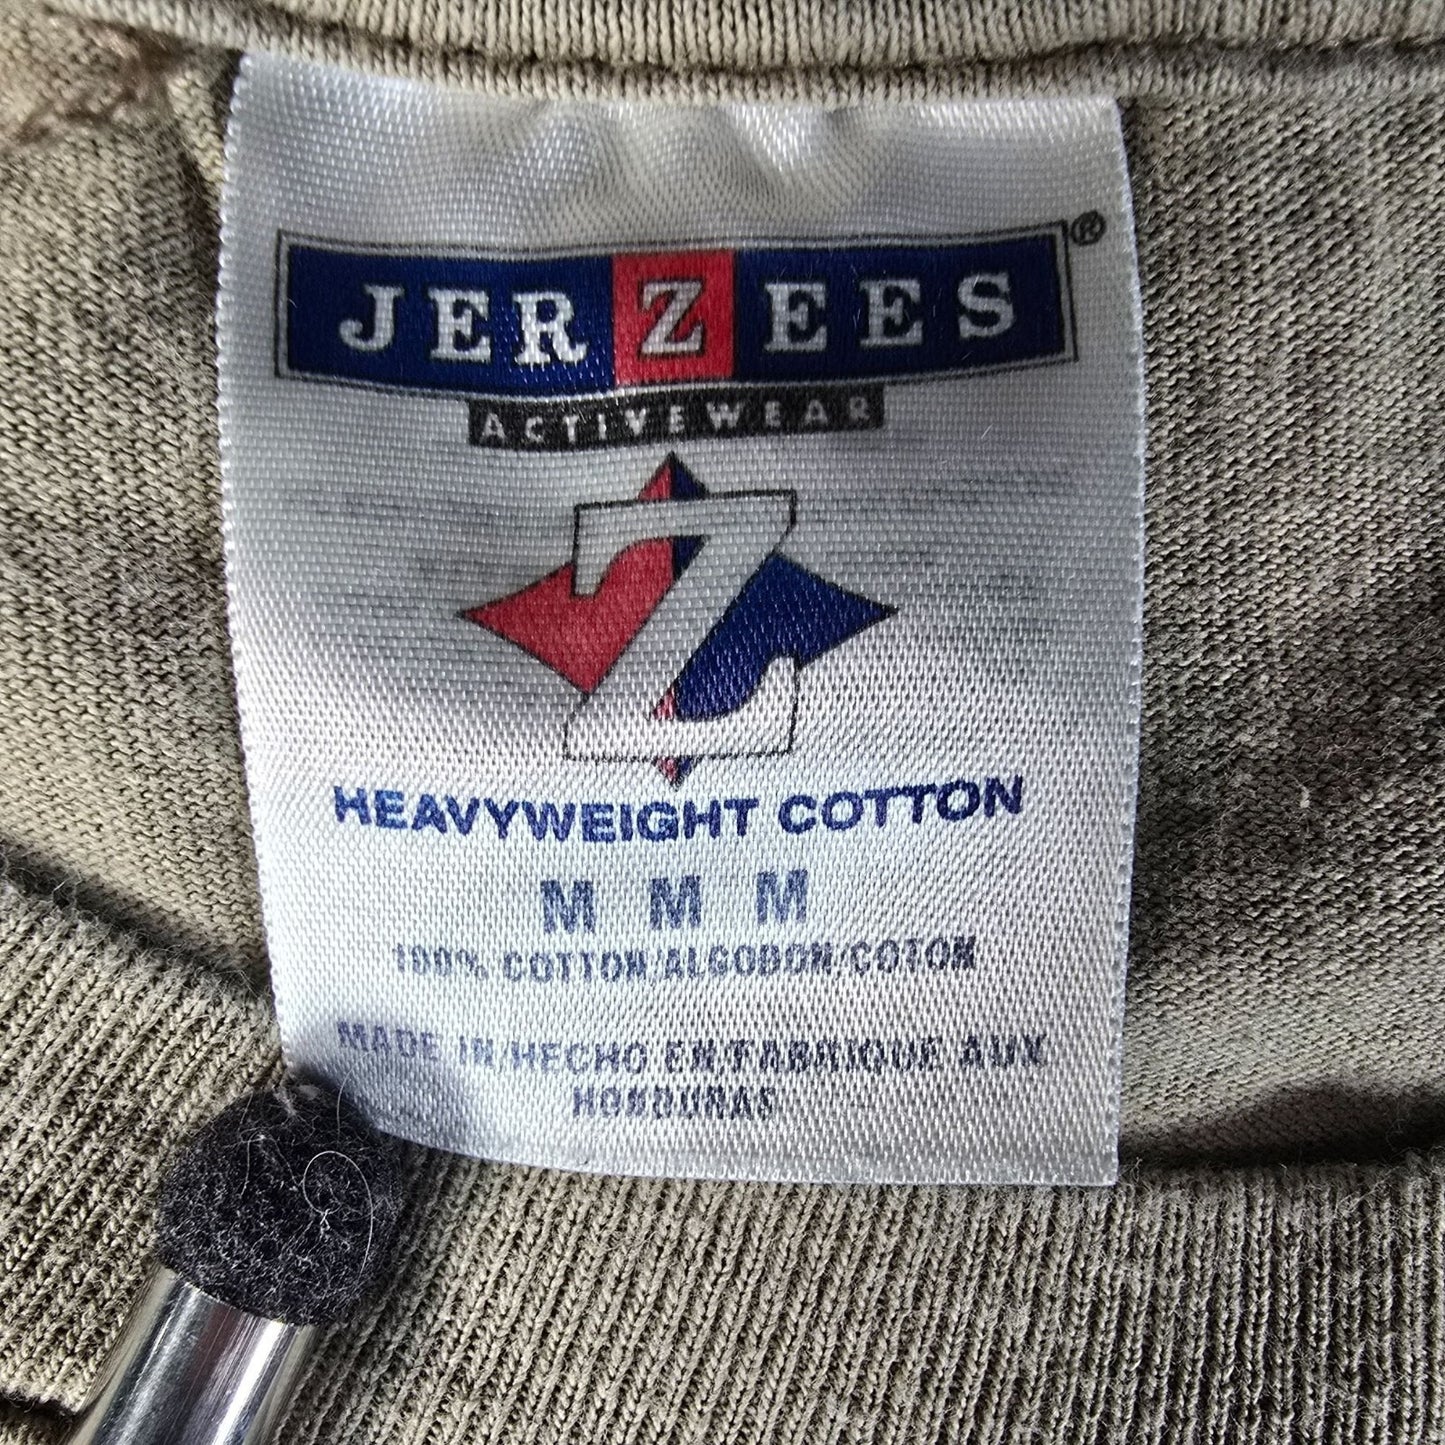 JERZEES®
ACTIVEWEAR
Z
HEAVYWEIGHT COTTON
M M M
100% COTTON/ALGODON/COTON
MADE IN/HECHO EN/FABRIQUE AUX
HONDURAS